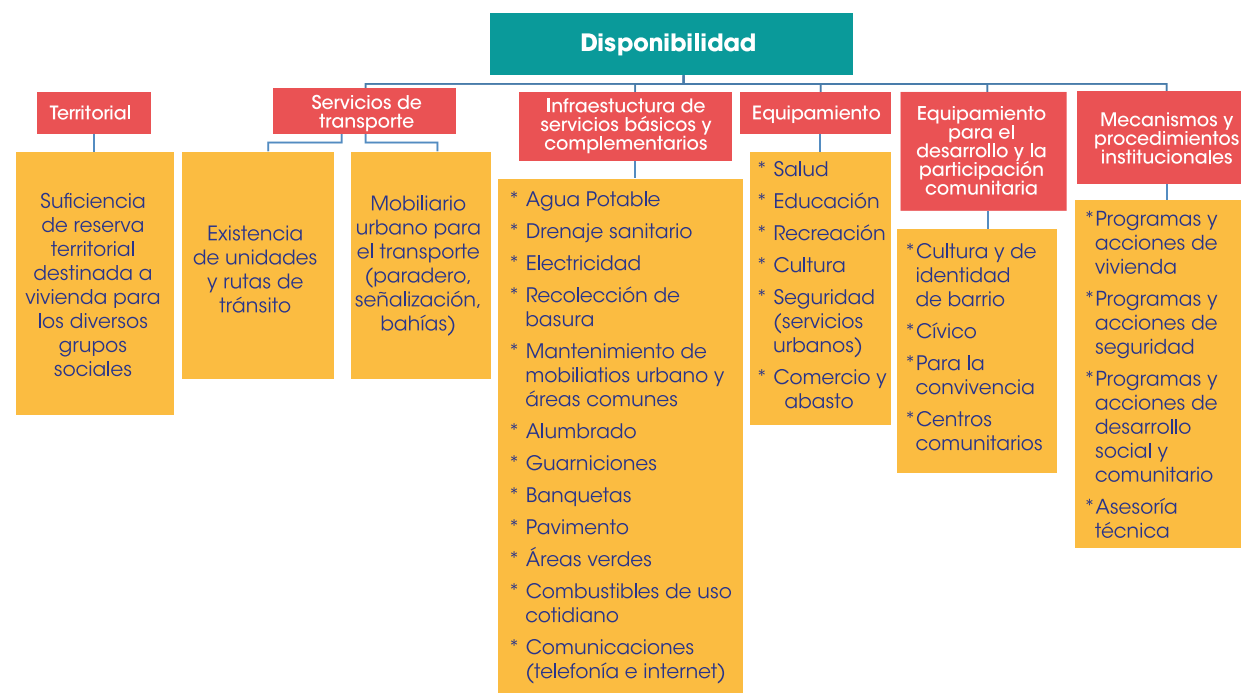 Disponibilidad
Territorial
Suficiencia
de reserva
territorial
destinada a
vivienda para
los diversos
grupos
sociales
Servicios de
transporte
Existencia
de unidades
y rutas de
tránsito
Mobiliario
urbano para
el transporte
(paradero,
señalización,
bahías)
Infraestuctura de
servicios básicos y
complementarios
* Agua Potable
* Drenaje sanitario
* Electricidad
* Recolección de
basura
* Mantenimiento de
mobiliatios urbano y
áreas comunes
* Alumbrado
* Guarniciones
* Banquetas
* Pavimento
* Áreas verdes
* Combustibles de uso
cotidiano
* Comunicaciones
(telefonía e internet)
Equipamiento
* Salud
* Educación
* Recreación
* Cultura
* Seguridad
(servicios
urbanos)
* Comercio y
abasto
Equipamiento
para el
desarrollo y la
participación
comunitaria
* Cultura y de
identidad
de barrio
* Cívico
* Para la
convivencia
* Centros
comunitarios
Mecanismos y
procedimientos
institucionales
* Programas y
acciones de
vivienda
* Programas y
acciones de
seguridad
* Programas y
acciones de
desarrollo
social y
comunitario
* Asesoría
técnica